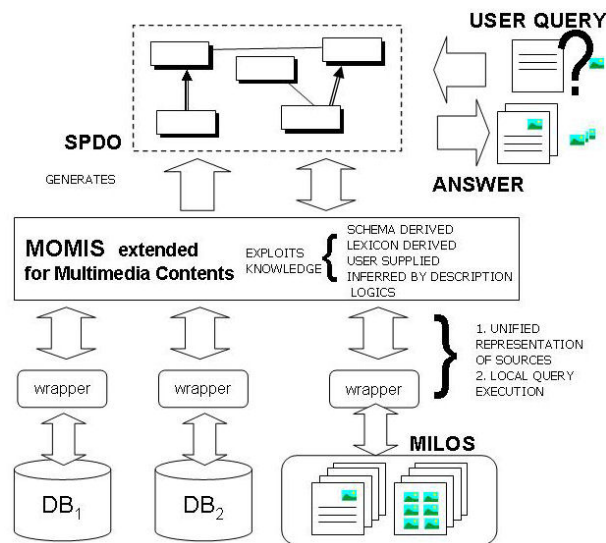 USER QUERY
?
SPDO
GENERATES
ANSWER
MOMIS extended
for Multimedia Contents
EXPLOITS
KNOWLEDGE
SCHEMA DERIVED
LEXICON DERIVED
USER SUPPLIED
INFERRED BY DESCRIPTION
LOGICS
1. UNIFIED
REPRESENTATION
OF SOURCES
2. LOCAL QUERY
EXECUTION
wrapper
wrapper
wrapper
MILOS
DB1
DB2